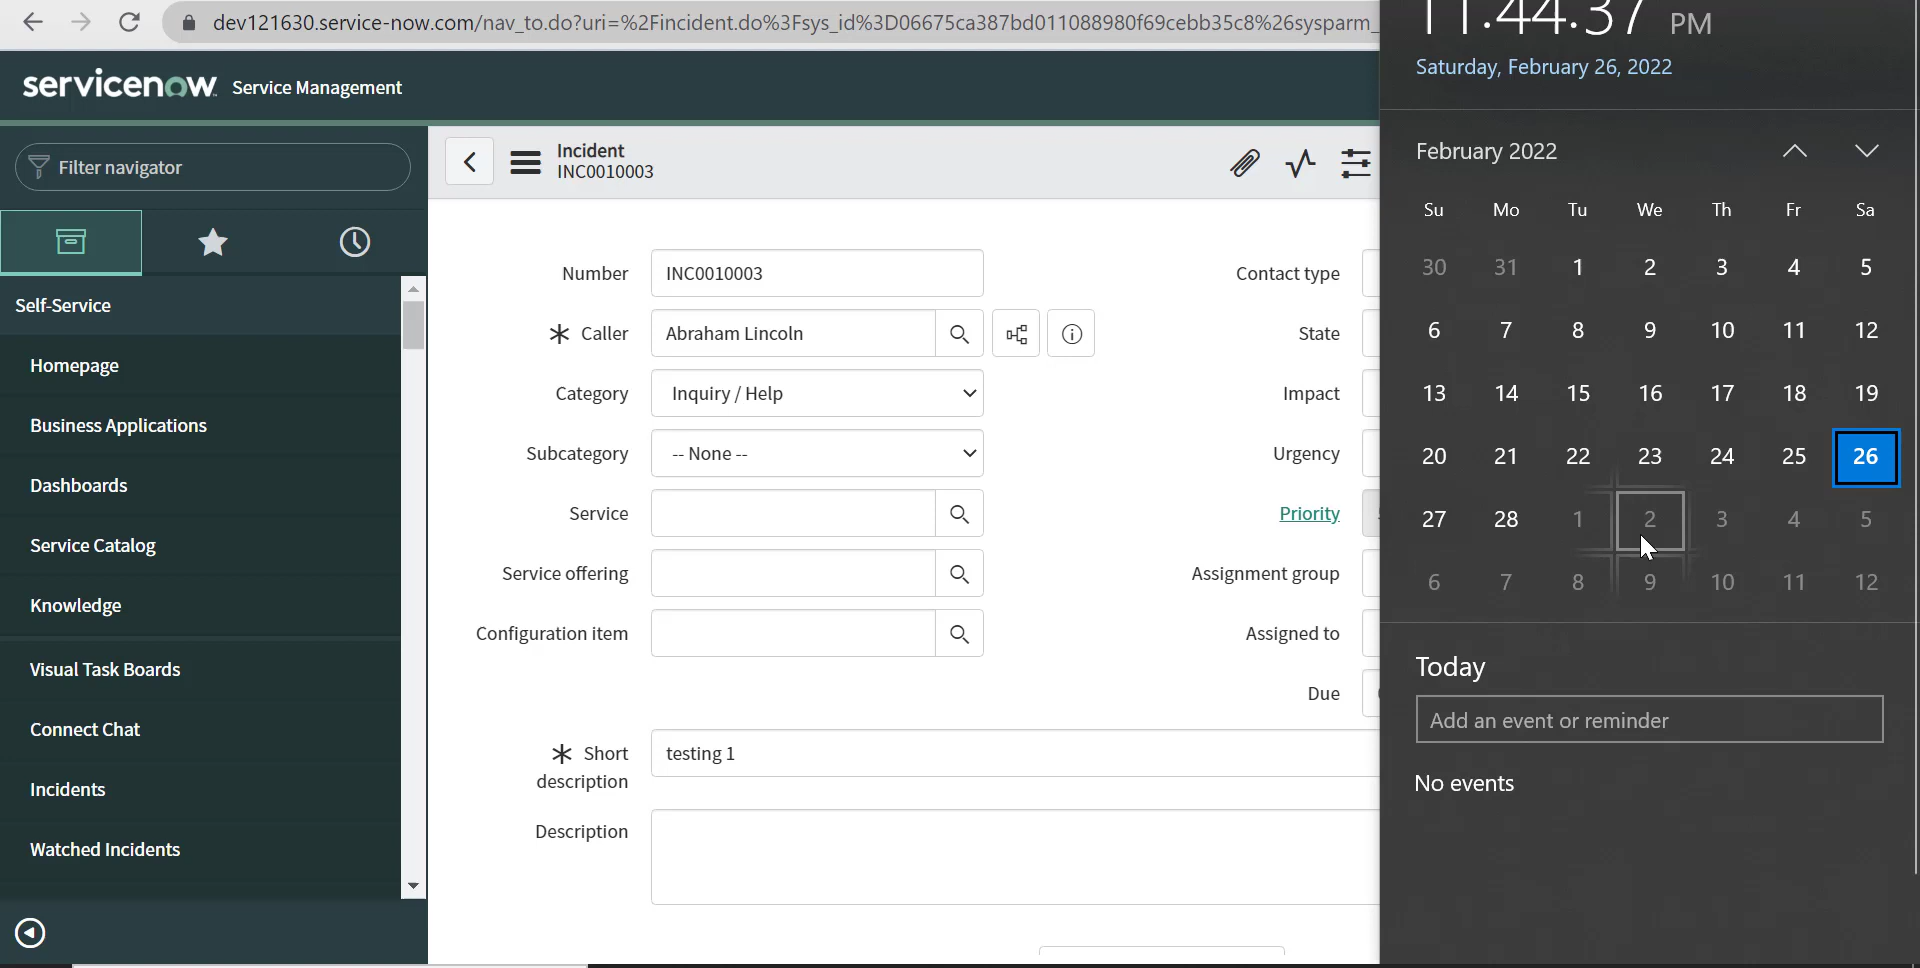 dev121630.service-now.com/nav_to.do?uri=%2Fincident.do%3Fsys_id%3D06675ca387bd011088980f69cebb35c8%26sysparm_
servicenow Service Management
Filter navigator
Self-Service
Homepage
Business Applications
Dashboards
Service Catalog
Knowledge
Visual Task Boards
Connect Chat
Incidents
Watched Incidents
Incident
INC0010003
Number INC0010003
* Caller Abraham Lincoln
Category Inquiry / Help
Subcategory -- None --
Service
Service offering
Configuration item
Contact type
State
Impact
Urgency
Priority
Assignment group
Assigned to
Due
* Short description testing 1
Description
11:44:37 PM
Saturday, February 26, 2022
February 2022
Su Mo Tu We Th Fr Sa
30 31 1 2 3 4 5
6 7 8 9 10 11 12
13 14 15 16 17 18 19
20 21 22 23 24 25 26
27 28 1 2 3 4 5
6 7 8 9 10 11 12
Today
Add an event or reminder
No events